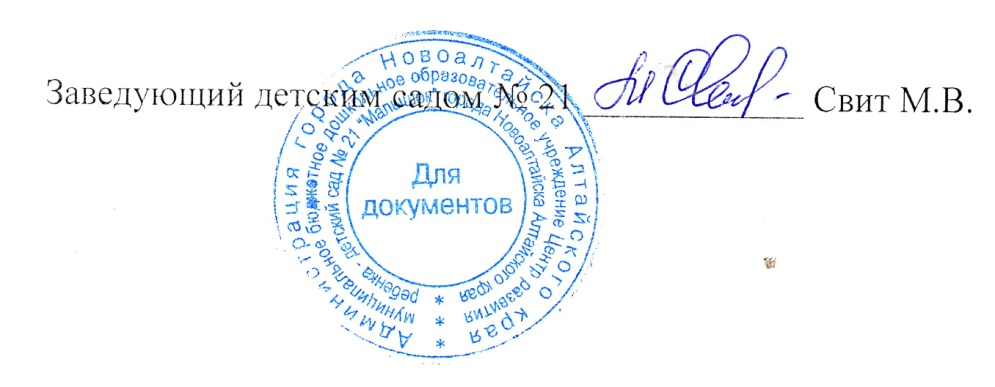 Заведующий детским садом № 21 Свит М.В.
Администрация города Новоалтайска Алтайского края
муниципальное бюджетное дошкольное образовательное учреждение Центр развития
ребенка - детский сад № 21 "Малышок" города Новоалтайска Алтайского края
* *
Для
документов